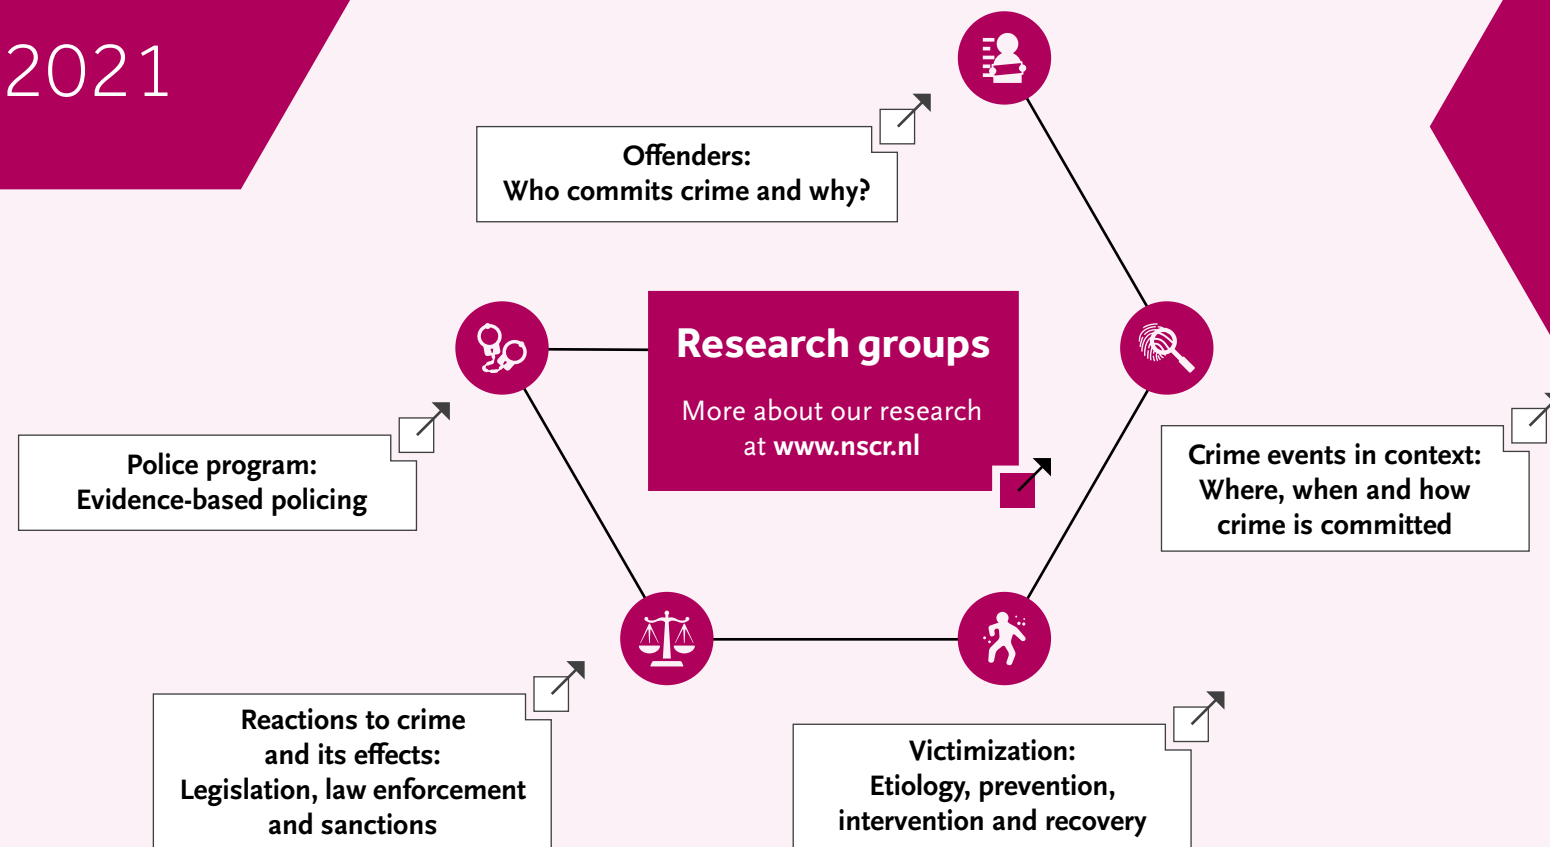 2021
Offenders:
Who commits crime and why?
Research groups
More about our research
at www.nscr.nl
Crime events in context:
Where, when and how
crime is committed
Police program:
Evidence-based policing
Reactions to crime
and its effects:
Legislation, law enforcement
and sanctions
Victimization:
Etiology, prevention,
intervention and recovery